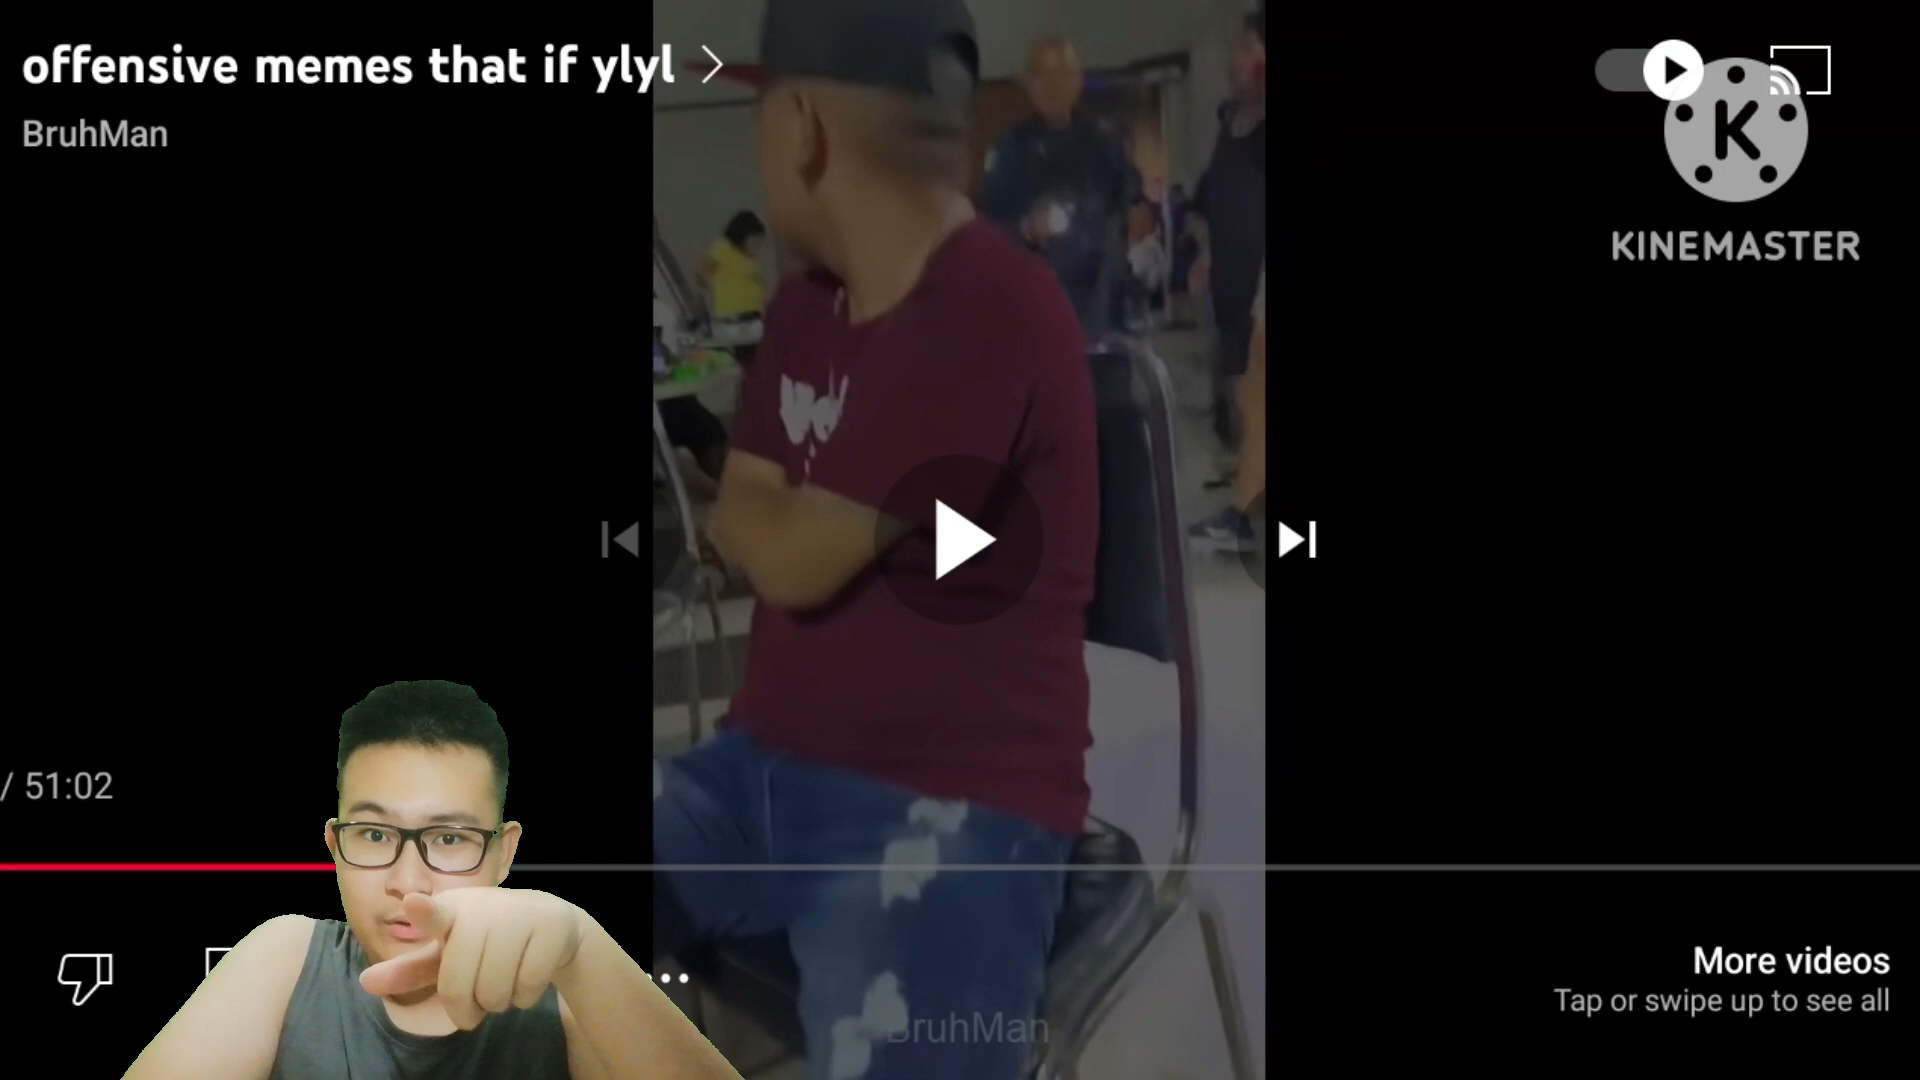 offensive memes that if ylyl
BruhMan
K
KINEMASTER
/ 51:02
More videos
Tap or swipe up to see all
BruhMan